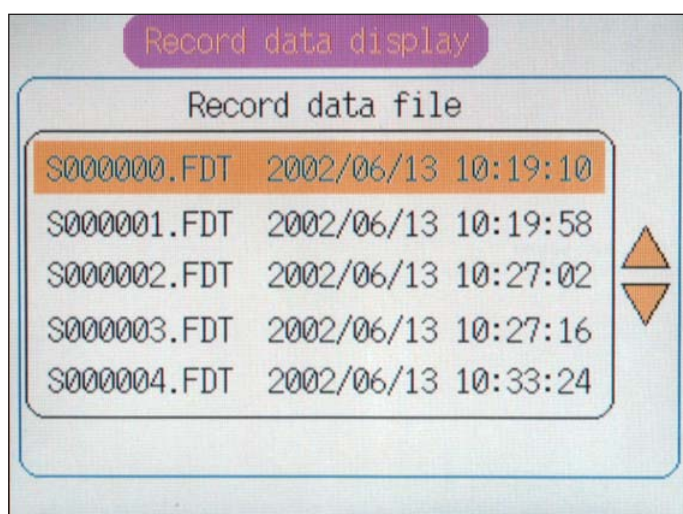 Record data display
Record data file
S000000.FDT 2002/06/13 10:19:10
S000001.FDT 2002/06/13 10:19:58
S000002.FDT 2002/06/13 10:27:02
S000003.FDT 2002/06/13 10:27:16
S000004.FDT 2002/06/13 10:33:24